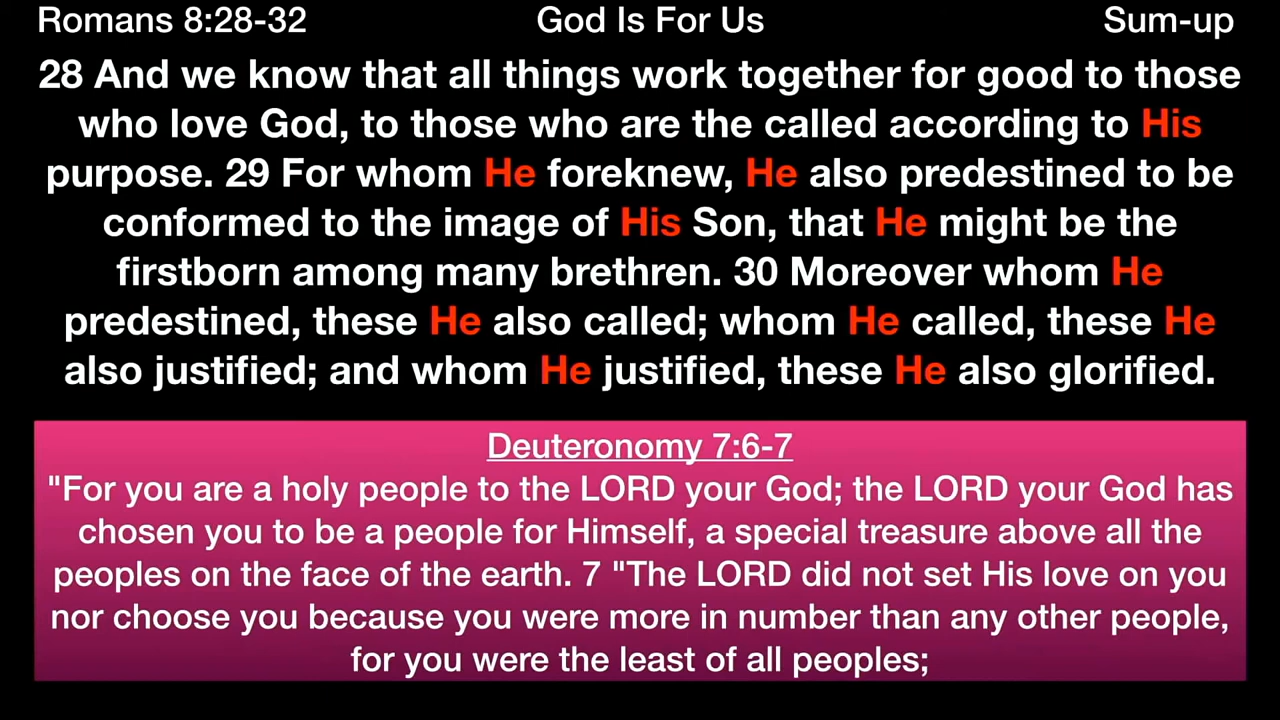 Romans 8:28-32 God Is For Us Sum-up
28 And we know that all things work together for good to those
who love God, to those who are the called according to His
purpose. 29 For whom He foreknew, He also predestined to be
conformed to the image of His Son, that He might be the
firstborn among many brethren. 30 Moreover whom He
predestined, these He also called; whom He called, these He
also justified; and whom He justified, these He also glorified.
Deuteronomy 7:6-7
"For you are a holy people to the LORD your God; the LORD your God has
chosen you to be a people for Himself, a special treasure above all the
peoples on the face of the earth. 7 "The LORD did not set His love on you
nor choose you because you were more in number than any other people,
for you were the least of all peoples;